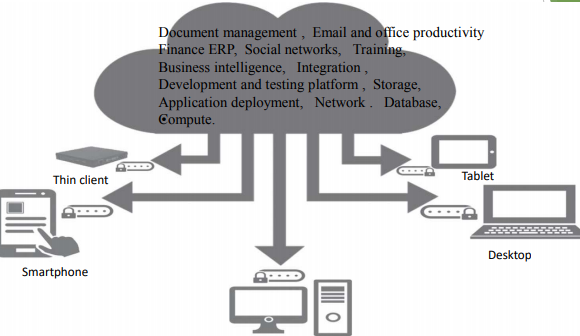 Document management , Email and office productivity
Finance ERP, Social networks, Training,
Business intelligence, Integration ,
Development and testing platform , Storage,
Application deployment, Network . Database,
Compute.
Thin client
Tablet
Desktop
Smartphone